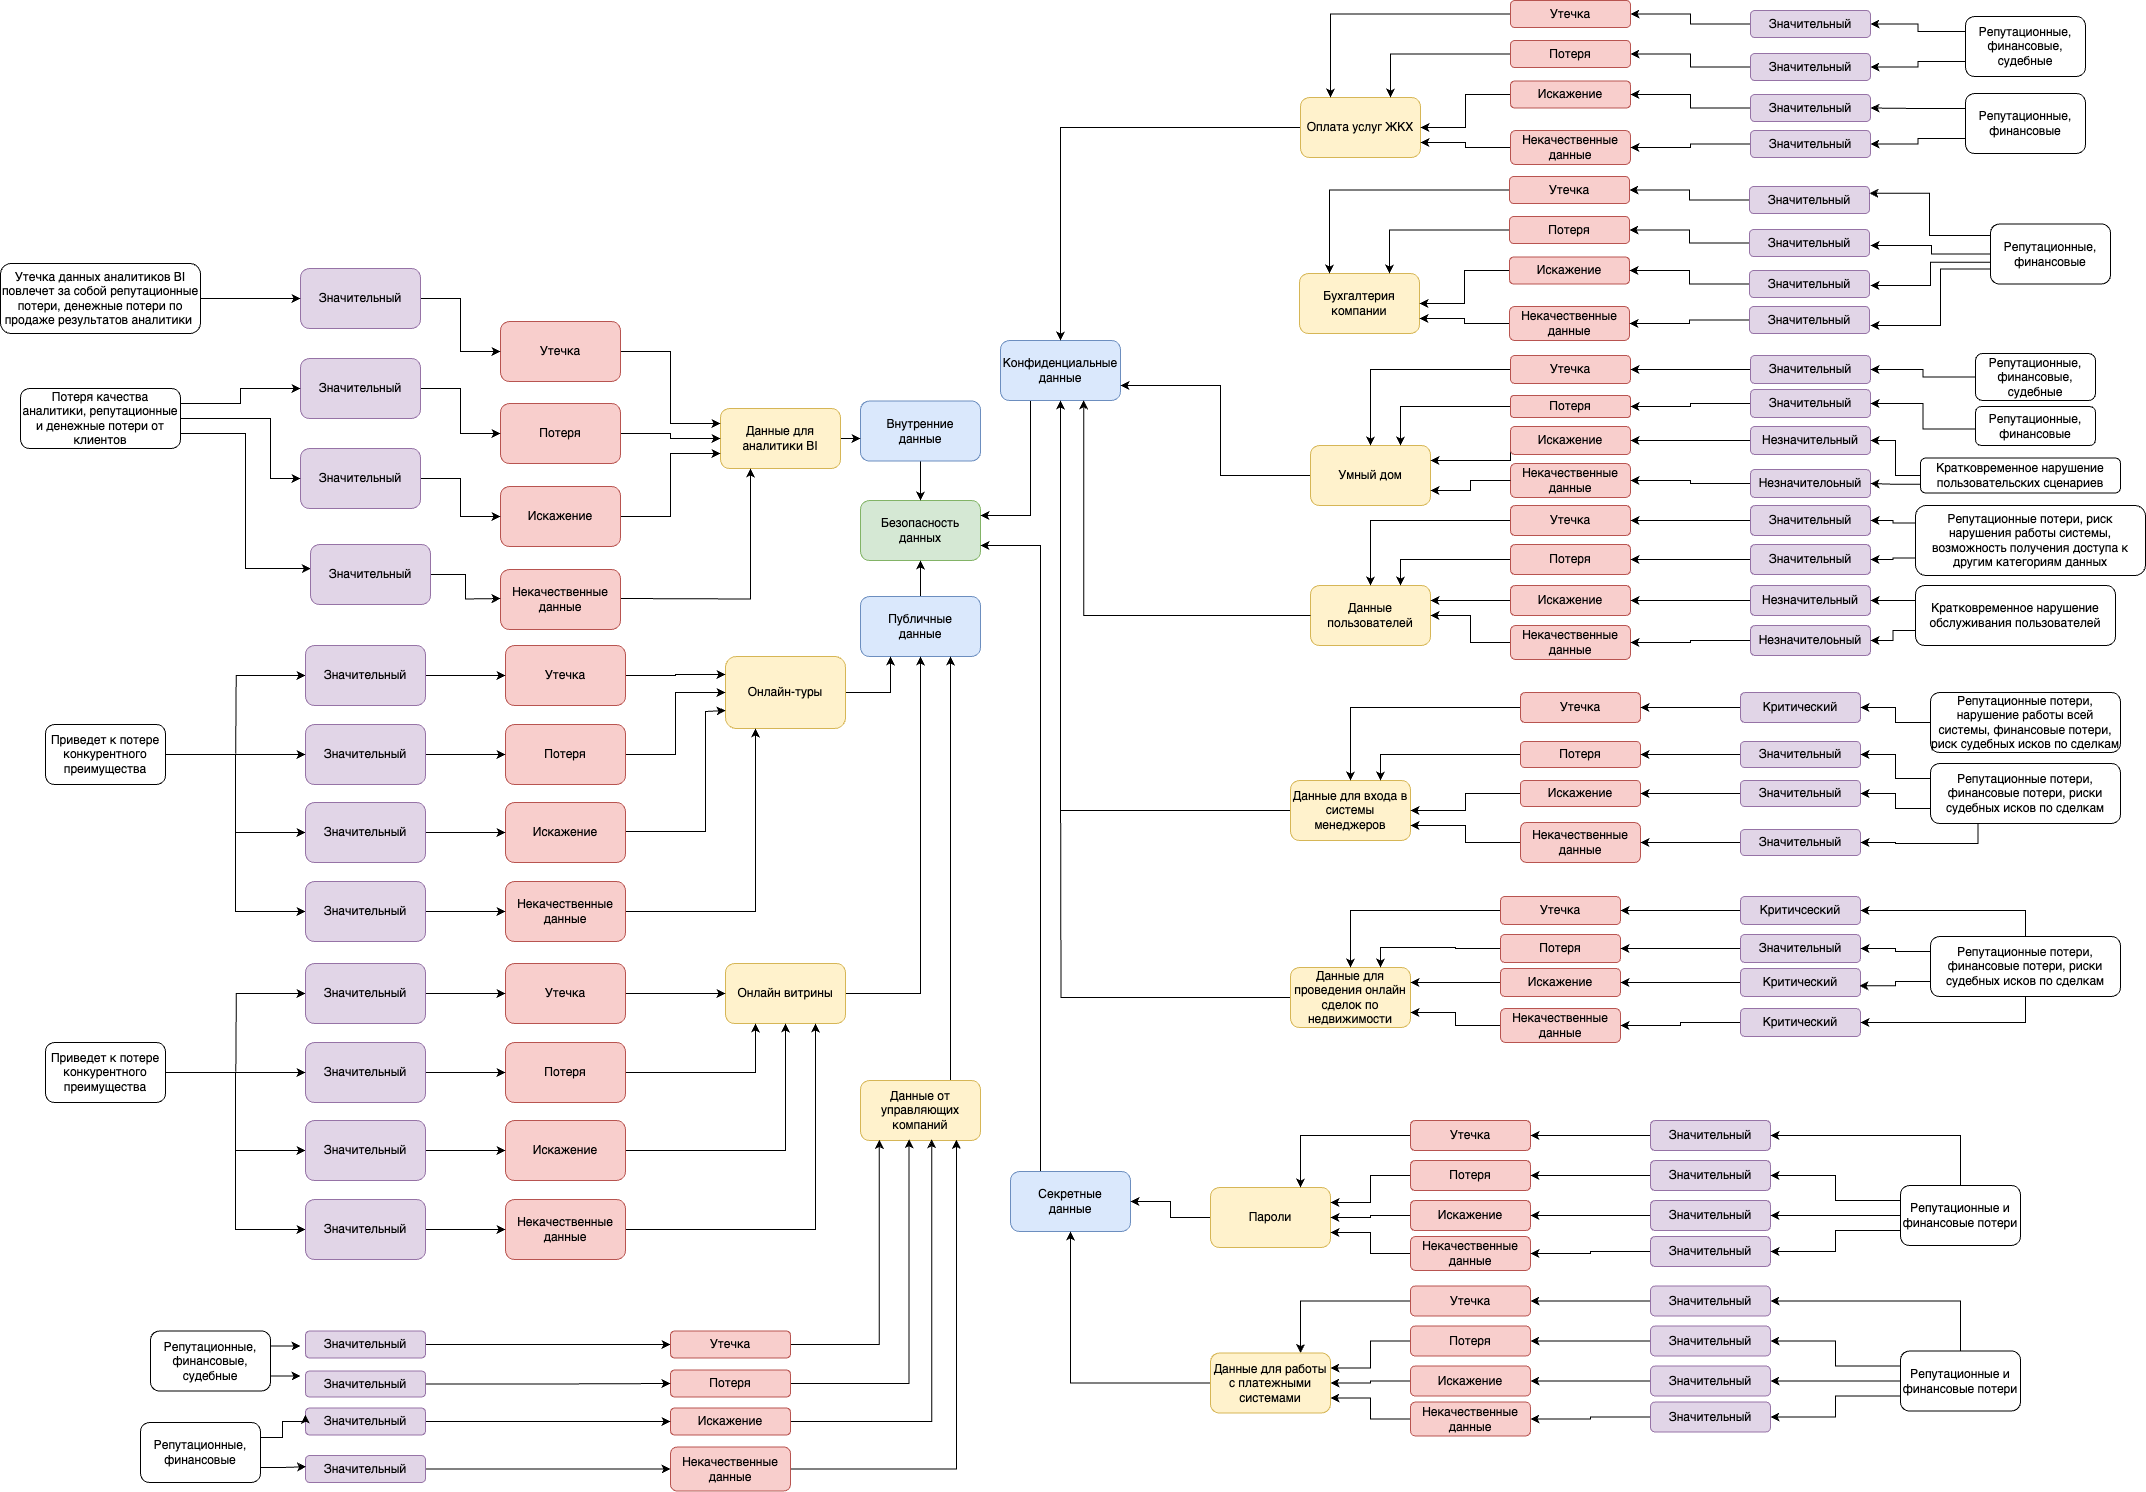 Утечка данных аналитиков BI
повлечет за собой репутационные
потери, денежные потери по
продаже результатов аналитики
Значительный
Утечка
Потеря качества
аналитики, репутационные
и денежные потери от
клиентов
Значительный
Потеря
Значительный
Искажение
Значительный
Некачественные
данные
Данные для
аналитики BI
Внутренние
данные
Безопасность
данных
Публичные
данные
Приведет к потере
конкурентного
преимущества
Значительный
Утечка
Значительный
Потеря
Значительный
Искажение
Значительный
Некачественные
данные
Онлайн-туры
Приведет к потере
конкурентного
преимущества
Значительный
Утечка
Значительный
Потеря
Значительный
Искажение
Значительный
Некачественные
данные
Онлайн витрины
Данные от
управляющих
компаний
Репутационные,
финансовые,
судебные
Значительный
Утечка
Значительный
Потеря
Репутационные,
финансовые
Значительный
Искажение
Значительный
Некачественные
данные
Конфиденциальные
данные
Оплата услуг ЖКХ
Утечка
Значительный
Потеря
Значительный
Репутационные,
финансовые,
судебные
Искажение
Значительный
Некачественные
данные
Значительный
Репутационные,
финансовые
Бухгалтерия
компании
Утечка
Значительный
Потеря
Значительный
Искажение
Значительный
Некачественные
данные
Значительный
Репутационные,
финансовые
Умный дом
Утечка
Значительный
Репутационные,
финансовые,
судебные
Потеря
Значительный
Репутационные,
финансовые
Искажение
Незначительный
Некачественные
данные
Незначителоьный
Кратковременное нарушение
пользовательских сценариев
Данные
пользователей
Утечка
Значительный
Потеря
Значительный
Репутационные потери, риск
нарушения работы системы,
возможность получения доступа к
другим категориям данных
Искажение
Незначительный
Некачественные
данные
Незначителоьный
Кратковременное нарушение
обслуживания пользователей
Данные для входа в
системы
менеджеров
Утечка
Критический
Репутационные потери,
нарушение работы всей
системы, финансовые потери,
риск судебных исков по сделкам
Потеря
Значительный
Искажение
Значительный
Некачественные
данные
Значительный
Репутационные потери,
финансовые потери, риски
судебных исков по сделкам
Данные для
проведения онлайн
сделок по
недвижимости
Утечка
Критичсеский
Потеря
Значительный
Искажение
Критический
Некачественные
данные
Критический
Репутационные потери,
финансовые потери, риски
судебных исков по сделкам
Секретные
данные
Пароли
Утечка
Значительный
Потеря
Значительный
Искажение
Значительный
Некачественные
данные
Значительный
Репутационные и
финансовые потери
Данные для работы
с платежными
системами
Утечка
Значительный
Потеря
Значительный
Искажение
Значительный
Некачественные
данные
Значительный
Репутационные и
финансовые потери